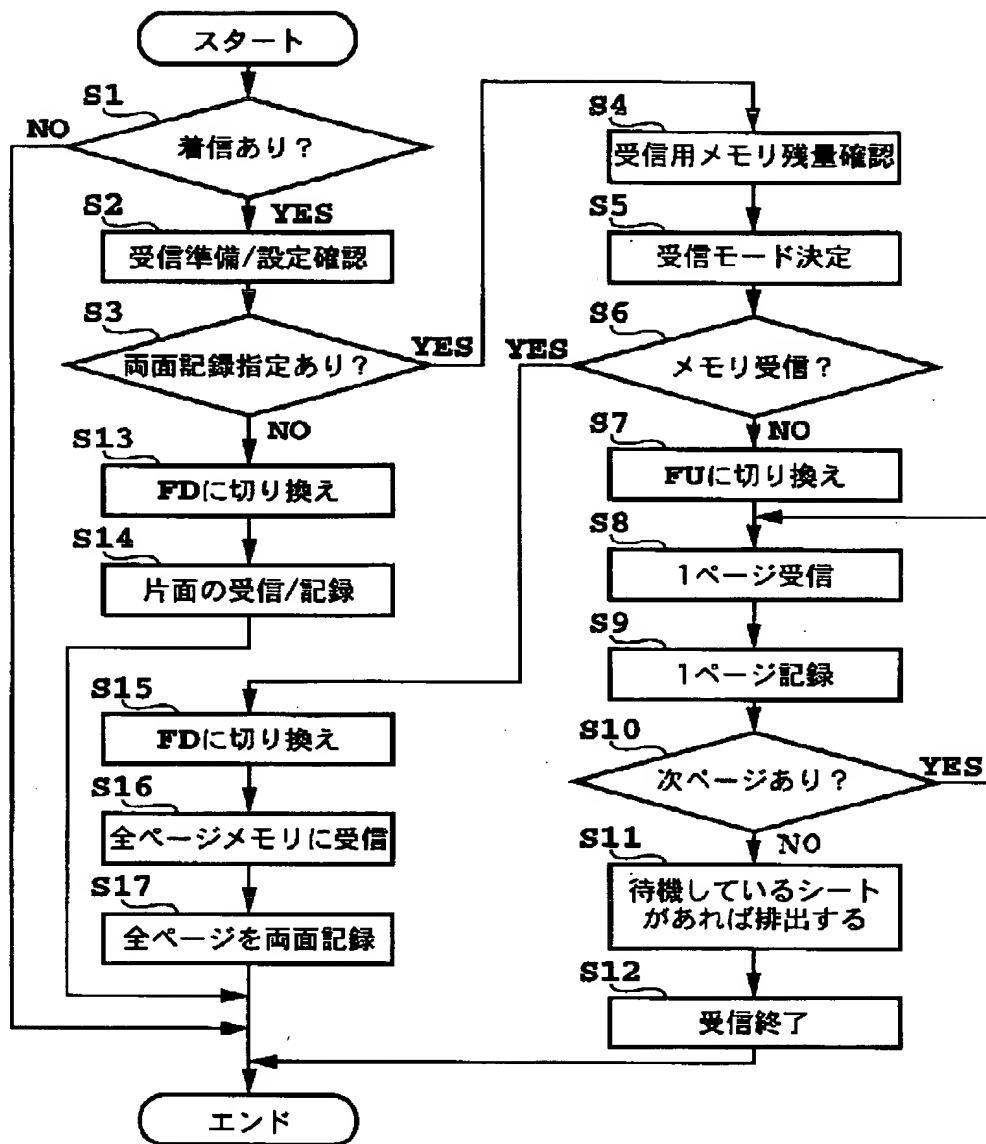 スタート
S1
着信あり？
NO
YES
S2
受信準備/設定確認
S3
両面記録指定あり？
YES
NO
S13
FDに切り換え
S14
片面の受信/記録
S4
受信用メモリ残量確認
S5
受信モード決定
S6
メモリ受信？
YES
NO
S7
FUに切り換え
S8
1ページ受信
S9
1ページ記録
S10
次ページあり？
YES
NO
S11
待機しているシート
があれば排出する
S12
受信終了
S15
FDに切り換え
S16
全ページメモリに受信
S17
全ページを両面記録
エンド